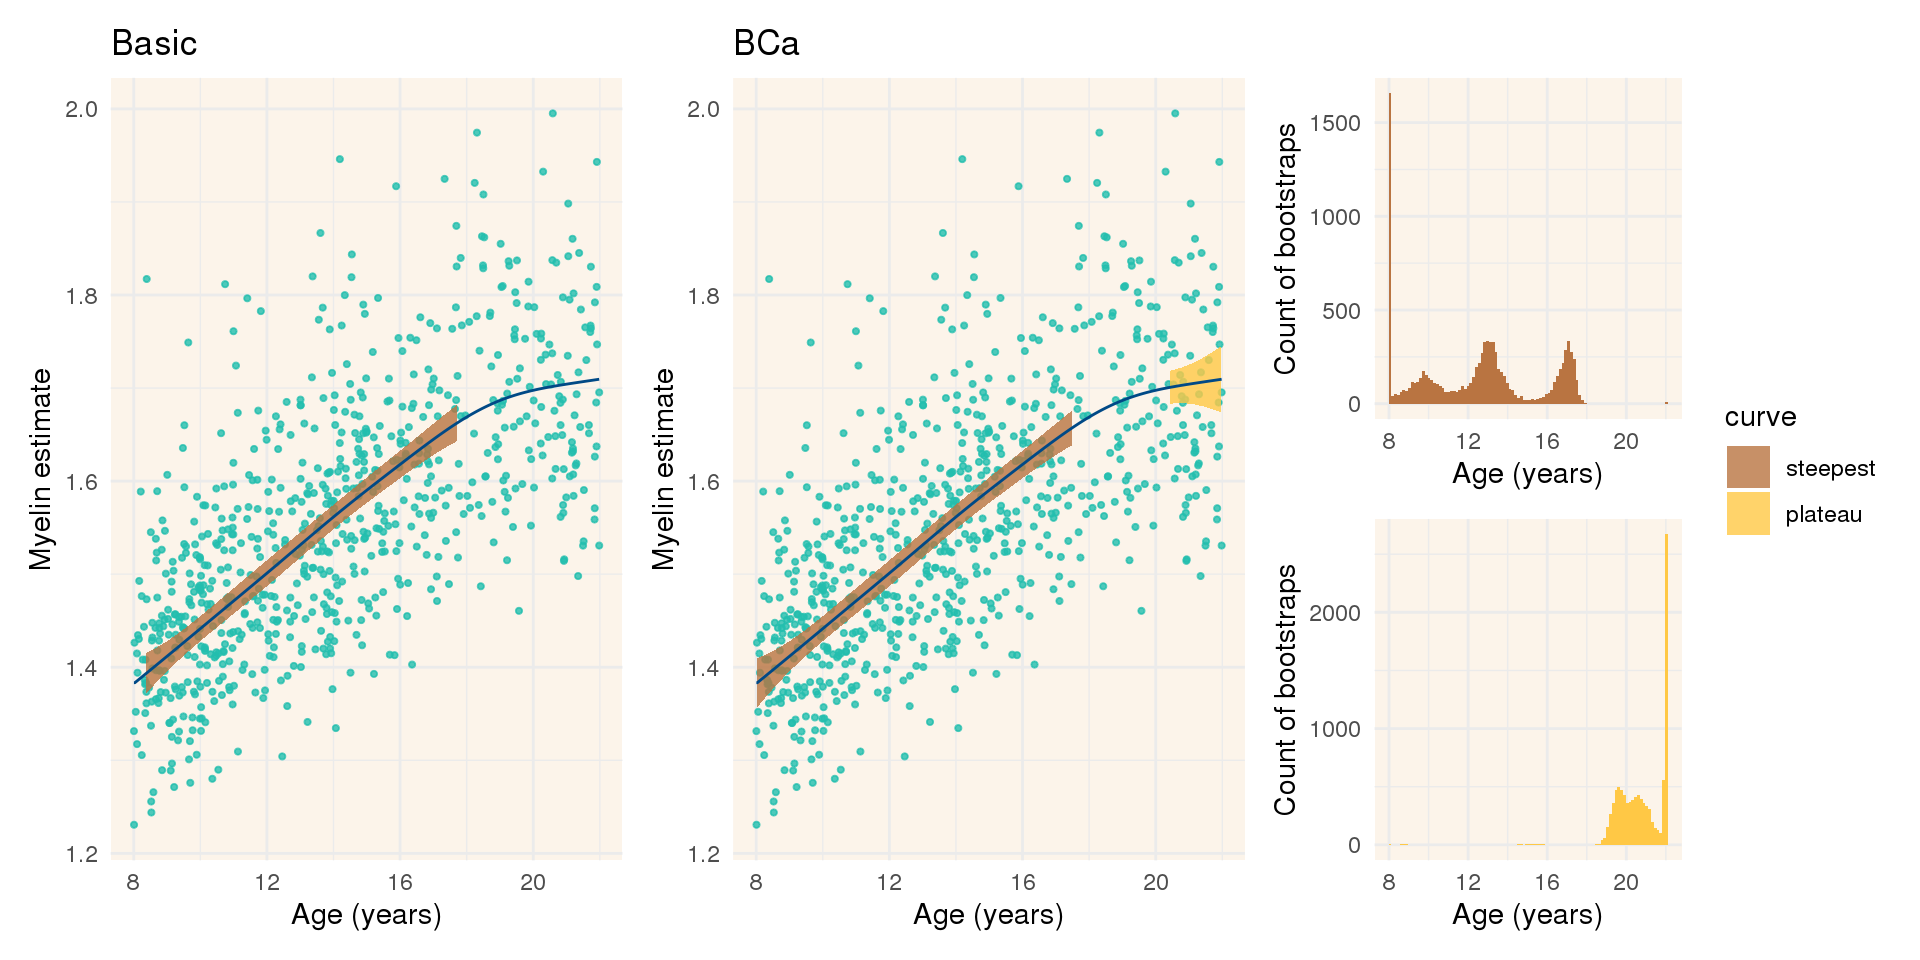 Basic
2.0
1.8
1.6
1.4
1.2
Myelin estimate
8 12 16 20
Age (years)
BCa
2.0
1.8
1.6
1.4
1.2
Myelin estimate
8 12 16 20
Age (years)
1500
1000
500
0
Count of bootstraps
8 12 16 20
Age (years)
2000
1000
0
Count of bootstraps
8 12 16 20
Age (years)
curve
steepest
plateau